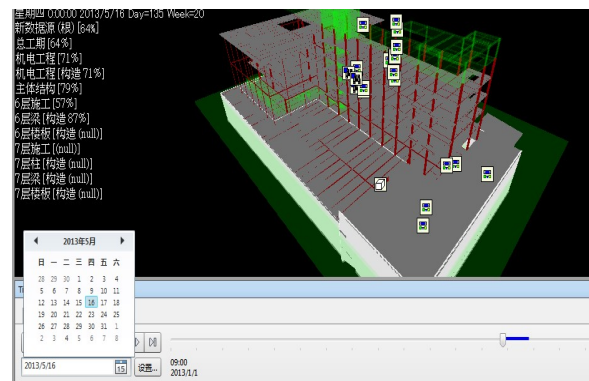 星期四 0:00:00 2013/5/16 Day=135 Week=20
新数据源 (根) [64%]
总工期 [64%]
机电工程 [71%]
机电工程 [构造 71%]
主体结构 [79%]
6层施工 [57%]
6层梁 [构造 87%]
6层楼板 [构造 (null)]
7层施工 [(null)]
7层柱 [构造 (null)]
7层梁 [构造 (null)]
7层楼板 [构造 (null)]
2013年5月
日 一 二 三 四 五 六
28 29 30 1 2 3 4
5 6 7 8 9 10 11
12 13 14 15 16 17 18
19 20 21 22 23 24 25
26 27 28 29 30 31 1
2 3 4 5 6 7 8
2013/5/16
15
设置...
09:00
2013/1/1